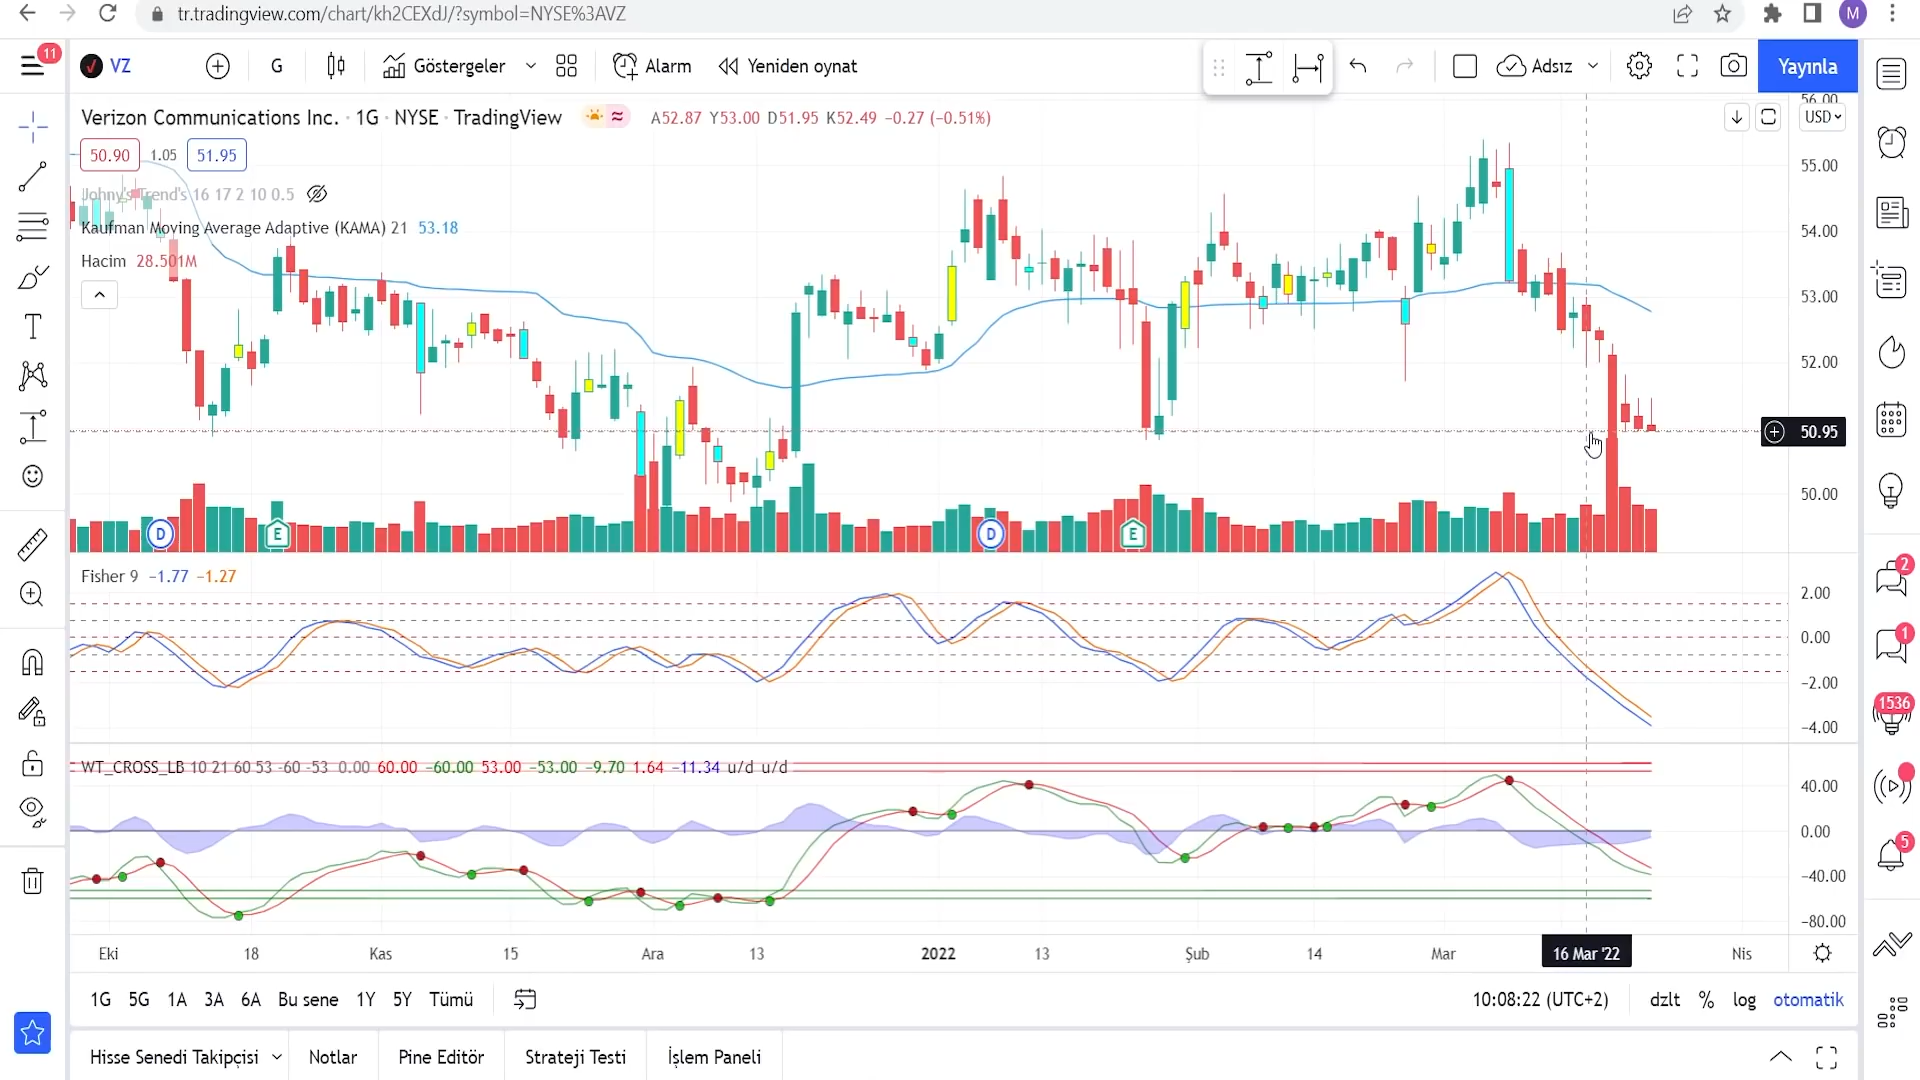 tr.tradingview.com/chart/kh2CEXdJ/?symbol=NYSE%3AVZ
M
11
VZ
G
Göstergeler
Alarm
Yeniden oynat
Adsız
Yayınla
Verizon Communications Inc. · 1G · NYSE · TradingView
A52.87 Y53.00 D51.95 K52.49 −0.27 (−0.51%)
USD
50.90
1.05
51.95
Johny's Trend's 16 17 2 10 0.5
Kaufman Moving Average Adaptive (KAMA) 21 53.18
Hacim 28.501M
56.00
55.00
54.00
53.00
52.00
50.95
50.00
D
E
D
E
Fisher 9 −1.77 −1.27
2.00
0.00
−2.00
−4.00
WT_CROSS_LB 10 21 60 53 -60 -53 0.00 60.00 −60.00 53.00 −53.00 −9.70 1.64 −11.34 u/d u/d
40.00
0.00
−40.00
−80.00
Eki
18
Kas
15
Ara
13
2022
13
Şub
14
Mar
16 Mar '22
Nis
1G 5G 1A 3A 6A Bu sene 1Y 5Y Tümü
10:08:22 (UTC+2)
dzlt % log otomatik
Hisse Senedi Takipçisi
Notlar
Pine Editör
Strateji Testi
İşlem Paneli
2
1
1536
5